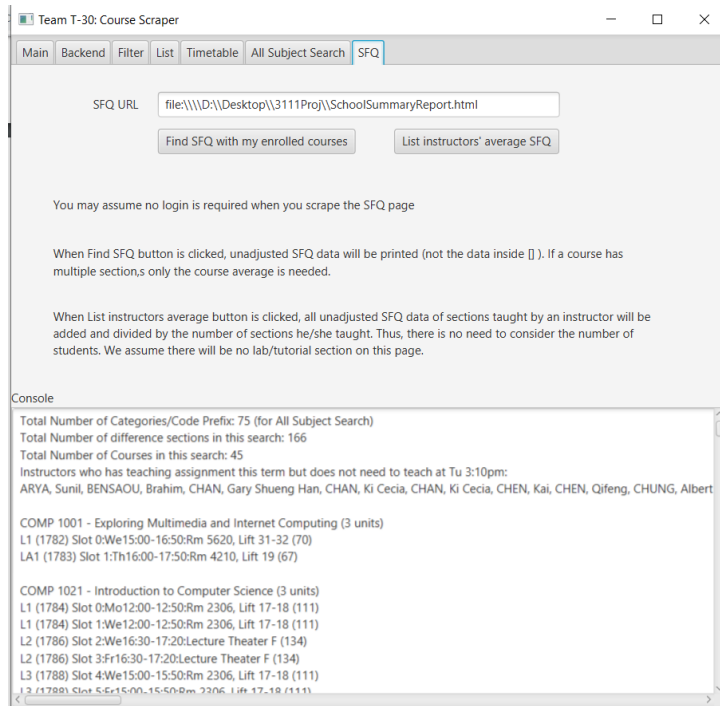 Team T-30: Course Scraper
Main Backend Filter List Timetable All Subject Search SFQ
SFQ URL file:\\\\D:\\Desktop\\3111Proj\\SchoolSummaryReport.html
Find SFQ with my enrolled courses List instructors' average SFQ
You may assume no login is required when you scrape the SFQ page
When Find SFQ button is clicked, unadjusted SFQ data will be printed (not the data inside [] ). If a course has
multiple section,s only the course average is needed.
When List instructors average button is clicked, all unadjusted SFQ data of sections taught by an instructor will be
added and divided by the number of sections he/she taught. Thus, there is no need to consider the number of
students. We assume there will be no lab/tutorial section on this page.
Console
Total Number of Categories/Code Prefix: 75 (for All Subject Search)
Total Number of difference sections in this search: 166
Total Number of Courses in this search: 45
Instructors who has teaching assignment this term but does not need to teach at Tu 3:10pm:
ARYA, Sunil, BENSAOU, Brahim, CHAN, Gary Shueng Han, CHAN, Ki Cecia, CHAN, Ki Cecia, CHEN, Kai, CHEN, Qifeng, CHUNG, Albert
COMP 1001 - Exploring Multimedia and Internet Computing (3 units)
L1 (1782) Slot 0:We15:00-16:50:Rm 5620, Lift 31-32 (70)
LA1 (1783) Slot 1:Th16:00-17:50:Rm 4210, Lift 19 (67)
COMP 1021 - Introduction to Computer Science (3 units)
L1 (1784) Slot 0:Mo12:00-12:50:Rm 2306, Lift 17-18 (111)
L1 (1784) Slot 1:We12:00-12:50:Rm 2306, Lift 17-18 (111)
L2 (1786) Slot 2:We16:30-17:20:Lecture Theater F (134)
L2 (1786) Slot 3:Fr16:30-17:20:Lecture Theater F (134)
L3 (1788) Slot 4:We15:00-15:50:Rm 2306, Lift 17-18 (111)
L3 (1788) Slot 5:Fr15:00-15:50:Rm 2306, Lift 17-18 (111)